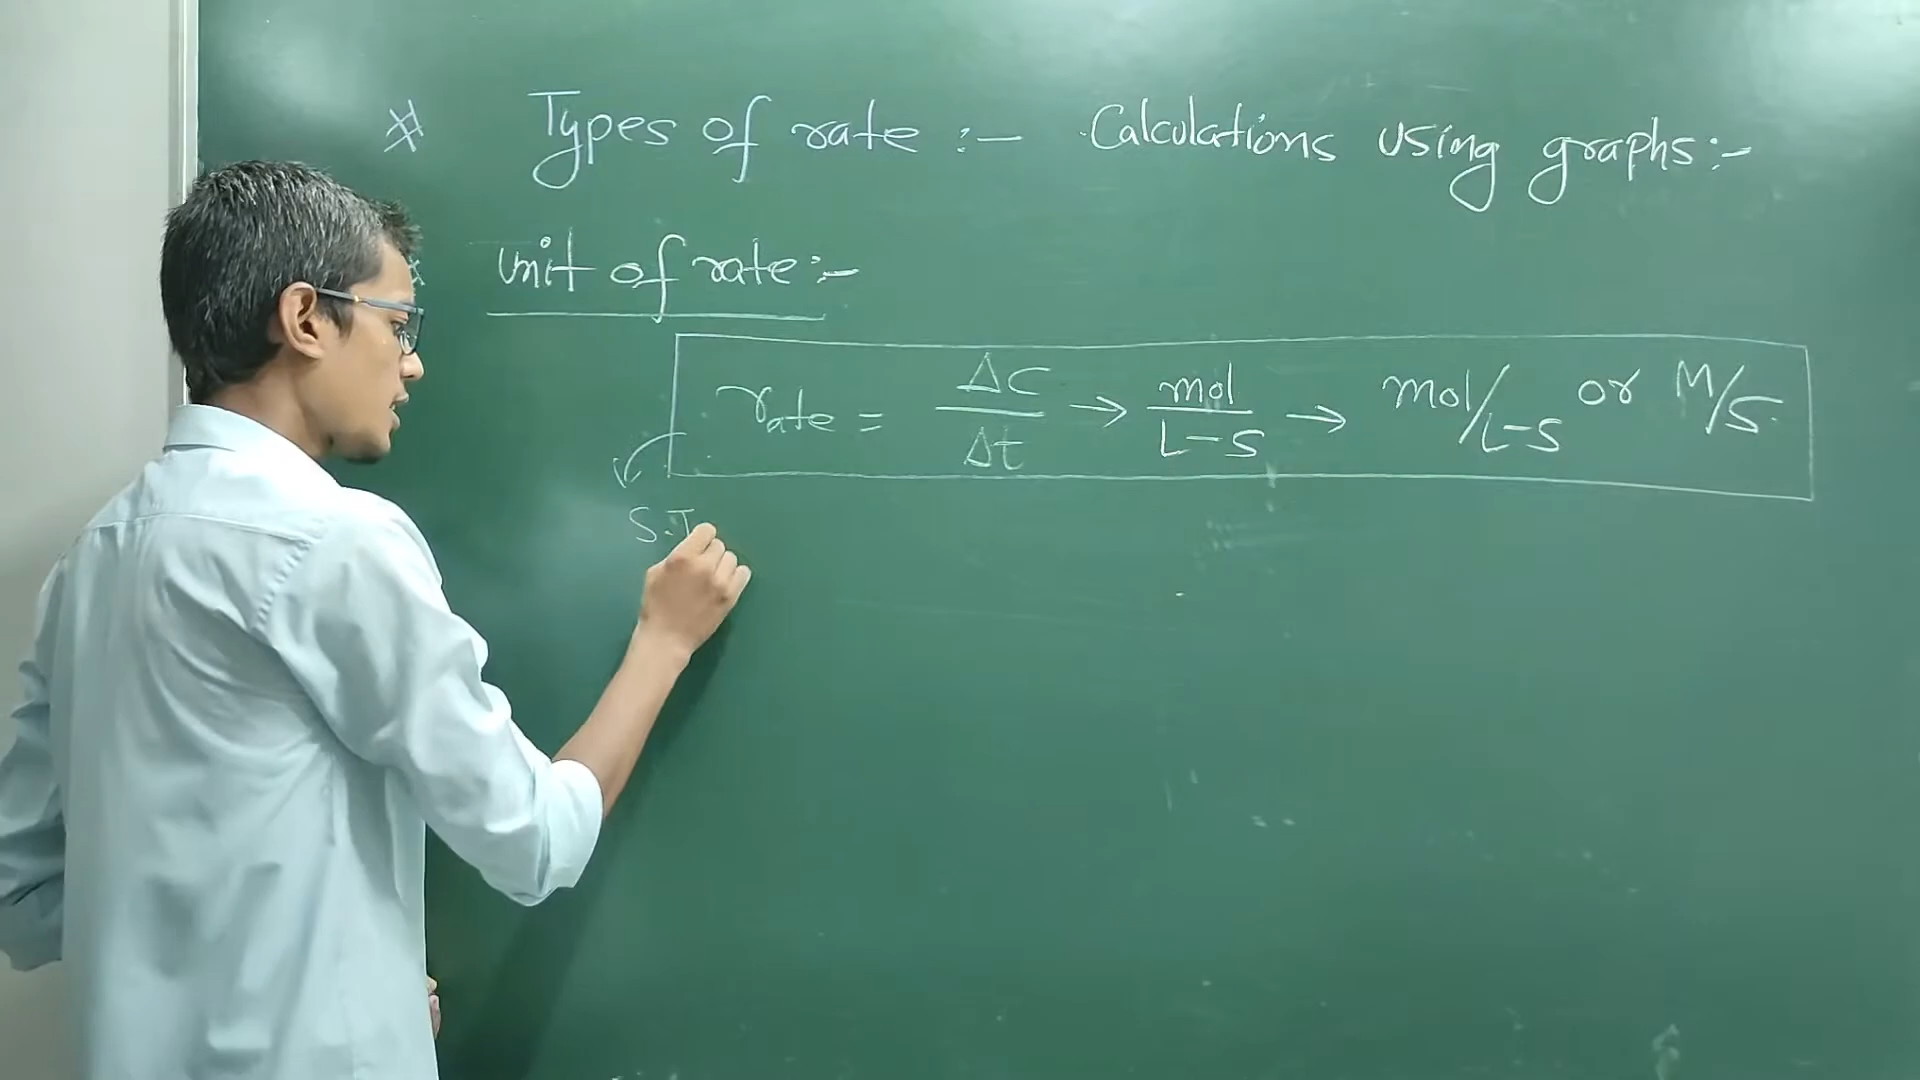 * Types of rate :- Calculations using graphs:-
* unit of rate:-
rate = ΔC/Δt → mol/L-S → mol/L-S or M/S.
S.I